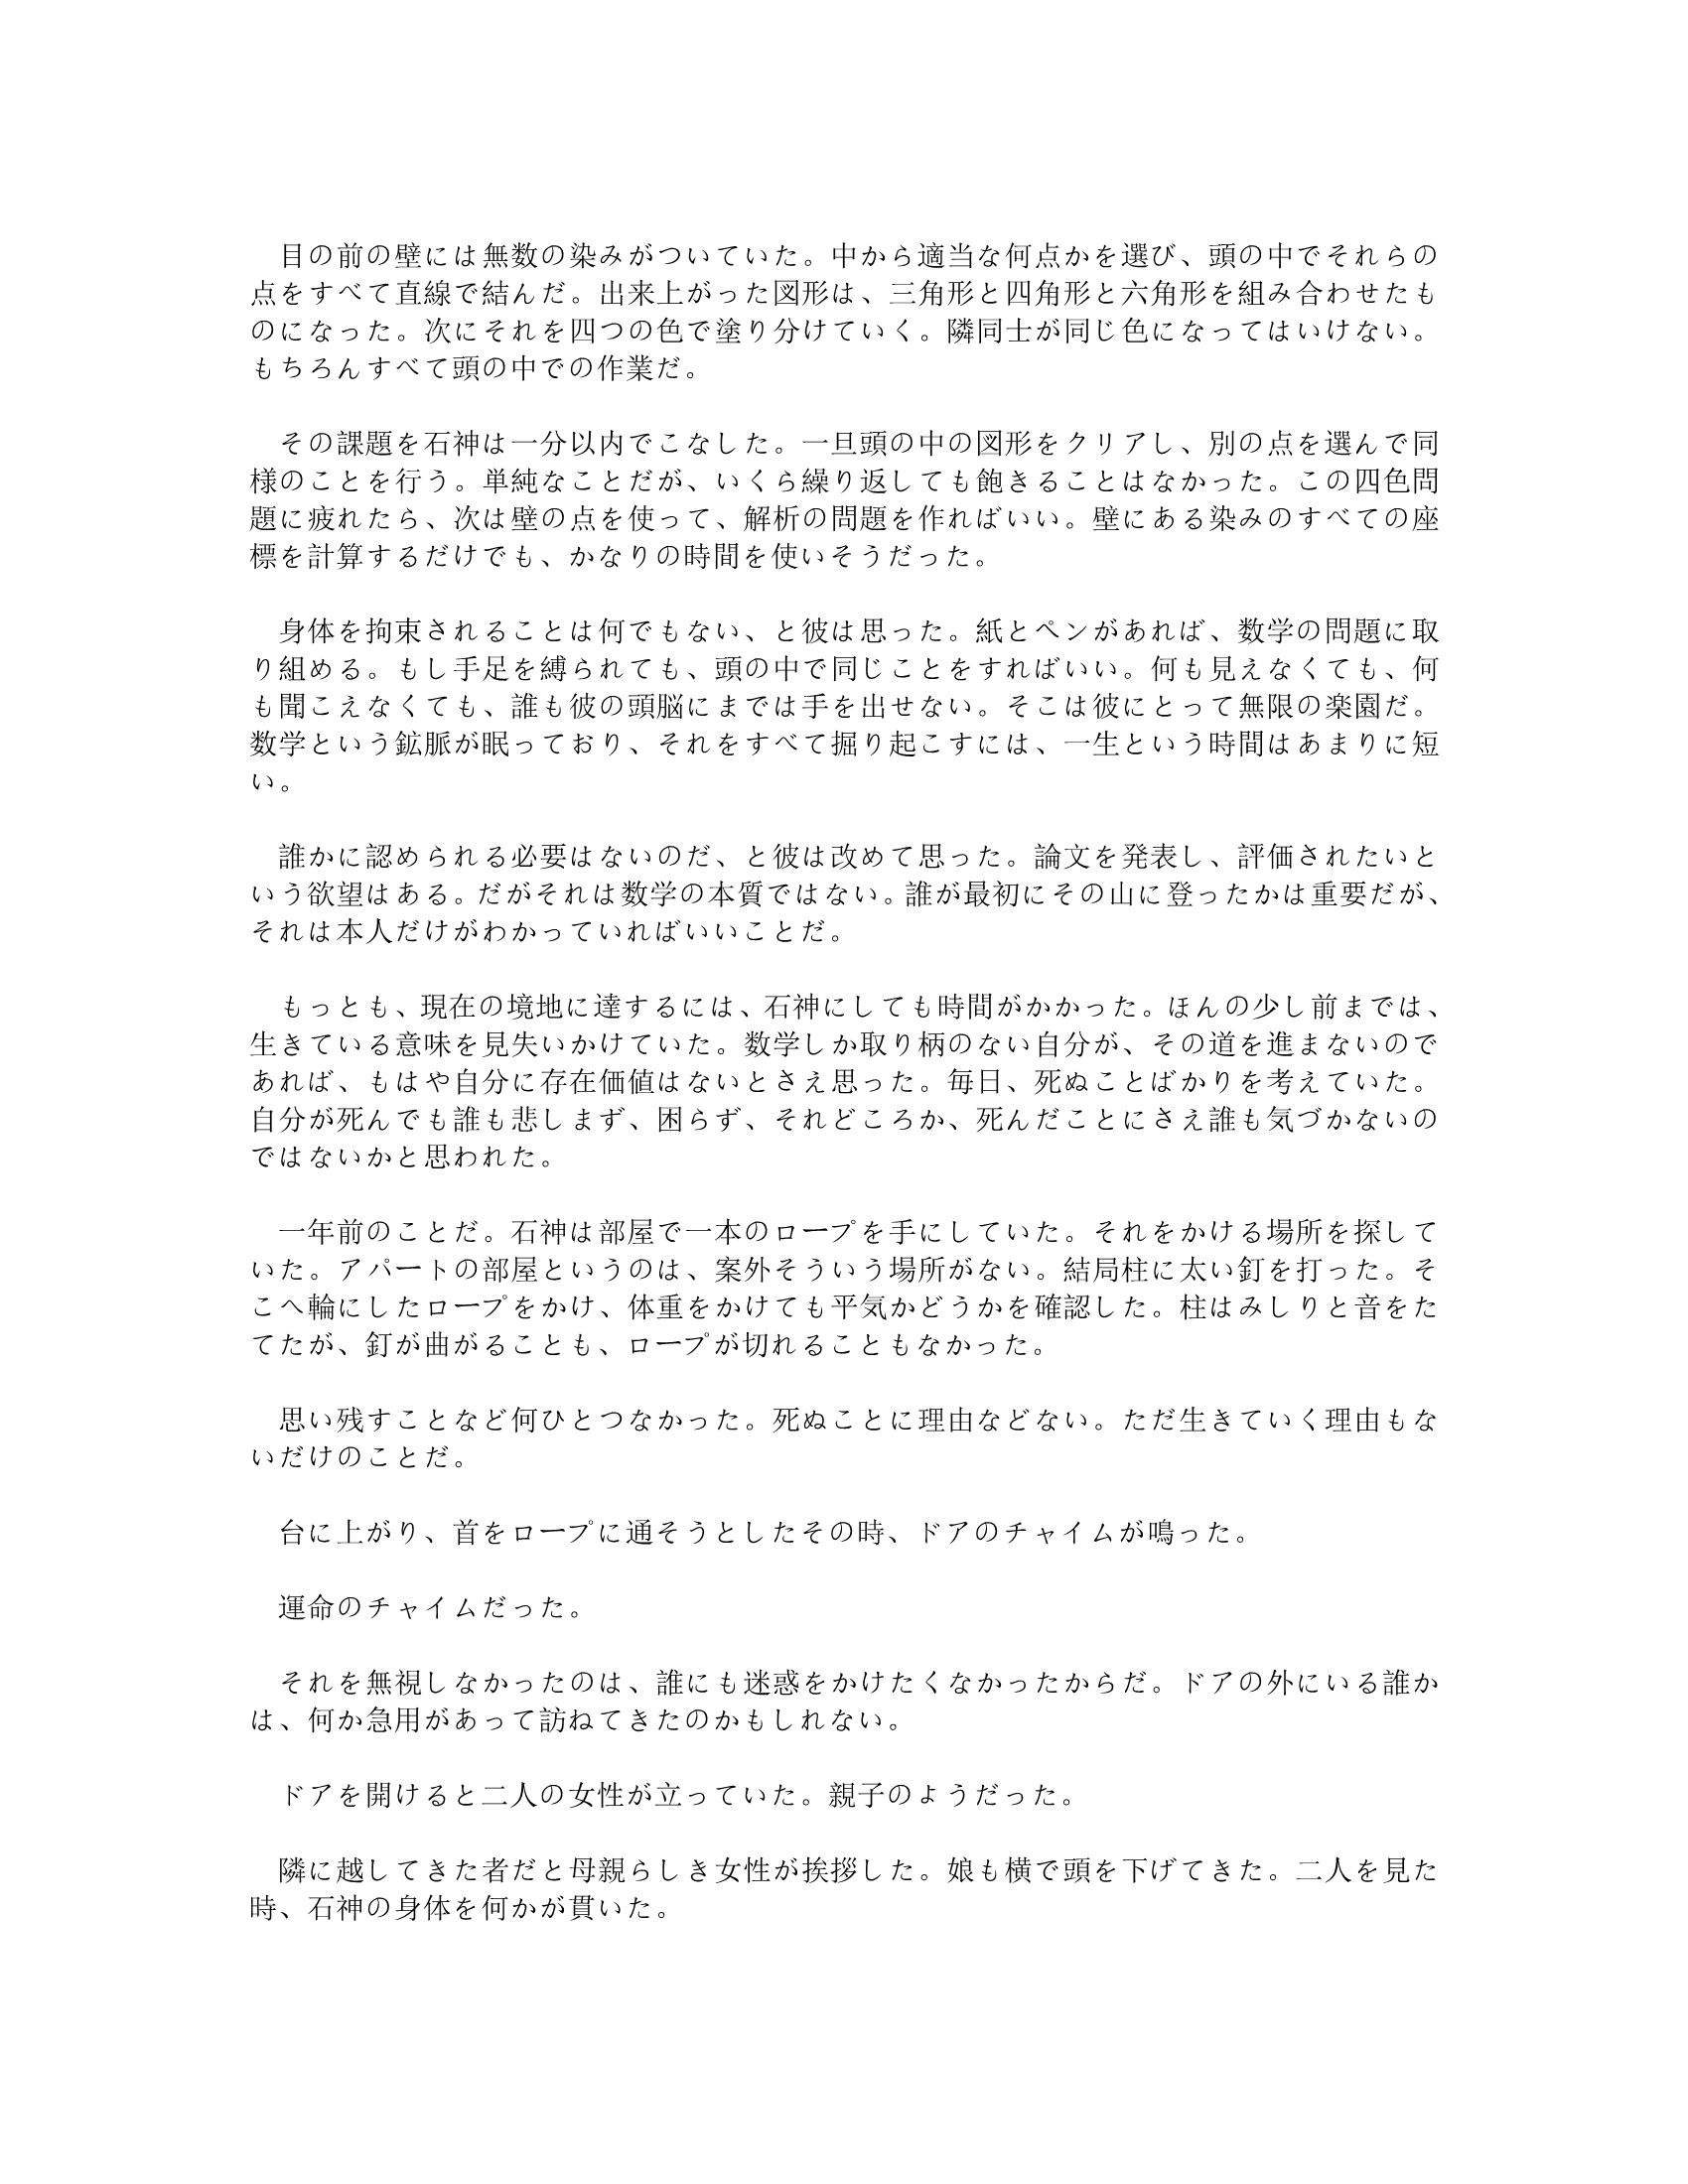 目の前の壁には無数の染みがついていた。中から適当な何点かを選び、頭の中でそれらの
点をすべて直線で結んだ。出来上がった図形は、三角形と四角形と六角形を組み合わせたも
のになった。次にそれを四つの色で塗り分けていく。隣同士が同じ色になってはいけない。
もちろんすべて頭の中での作業だ。
その課題を石神は一分以内でこなした。一旦頭の中の図形をクリアし、別の点を選んで同
様のことを行う。単純なことだが、いくら繰り返しても飽きることはなかった。この四色問
題に疲れたら、次は壁の点を使って、解析の問題を作ればいい。壁にある染みのすべての座
標を計算するだけでも、かなりの時間を使いそうだった。
身体を拘束されることは何でもない、と彼は思った。紙とペンがあれば、数学の問題に取
り組める。もし手足を縛られても、頭の中で同じことをすればいい。何も見えなくても、何
も聞こえなくても、誰も彼の頭脳にまでは手を出せない。そこは彼にとって無限の楽園だ。
数学という鉱脈が眠っており、それをすべて掘り起こすには、一生という時間はあまりに短
い。
誰かに認められる必要はないのだ、と彼は改めて思った。論文を発表し、評価されたいと
いう欲望はある。だがそれは数学の本質ではない。誰が最初にその山に登ったかは重要だが、
それは本人だけがわかっていればいいことだ。
もっとも、現在の境地に達するには、石神にしても時間がかかった。ほんの少し前までは、
生きている意味を見失いかけていた。数学しか取り柄のない自分が、その道を進まないので
あれば、もはや自分に存在価値はないとさえ思った。毎日、死ぬことばかりを考えていた。
自分が死んでも誰も悲しまず、困らず、それどころか、死んだことにさえ誰も気づかないの
ではないかと思われた。
一年前のことだ。石神は部屋で一本のロープを手にしていた。それをかける場所を探して
いた。アパートの部屋というのは、案外そういう場所がない。結局柱に太い釘を打った。そ
こへ輪にしたロープをかけ、体重をかけても平気かどうかを確認した。柱はみしりと音をた
てたが、釘が曲がることも、ロープが切れることもなかった。
思い残すことなど何ひとつなかった。死ぬことに理由などない。ただ生きていく理由もな
いだけのことだ。
台に上がり、首をロープに通そうとしたその時、ドアのチャイムが鳴った。
運命のチャイムだった。
それを無視しなかったのは、誰にも迷惑をかけたくなかったからだ。ドアの外にいる誰か
は、何か急用があって訪ねてきたのかもしれない。
ドアを開けると二人の女性が立っていた。親子のようだった。
隣に越してきた者だと母親らしき女性が挨拶した。娘も横で頭を下げてきた。二人を見た
時、石神の身体を何かが貫いた。